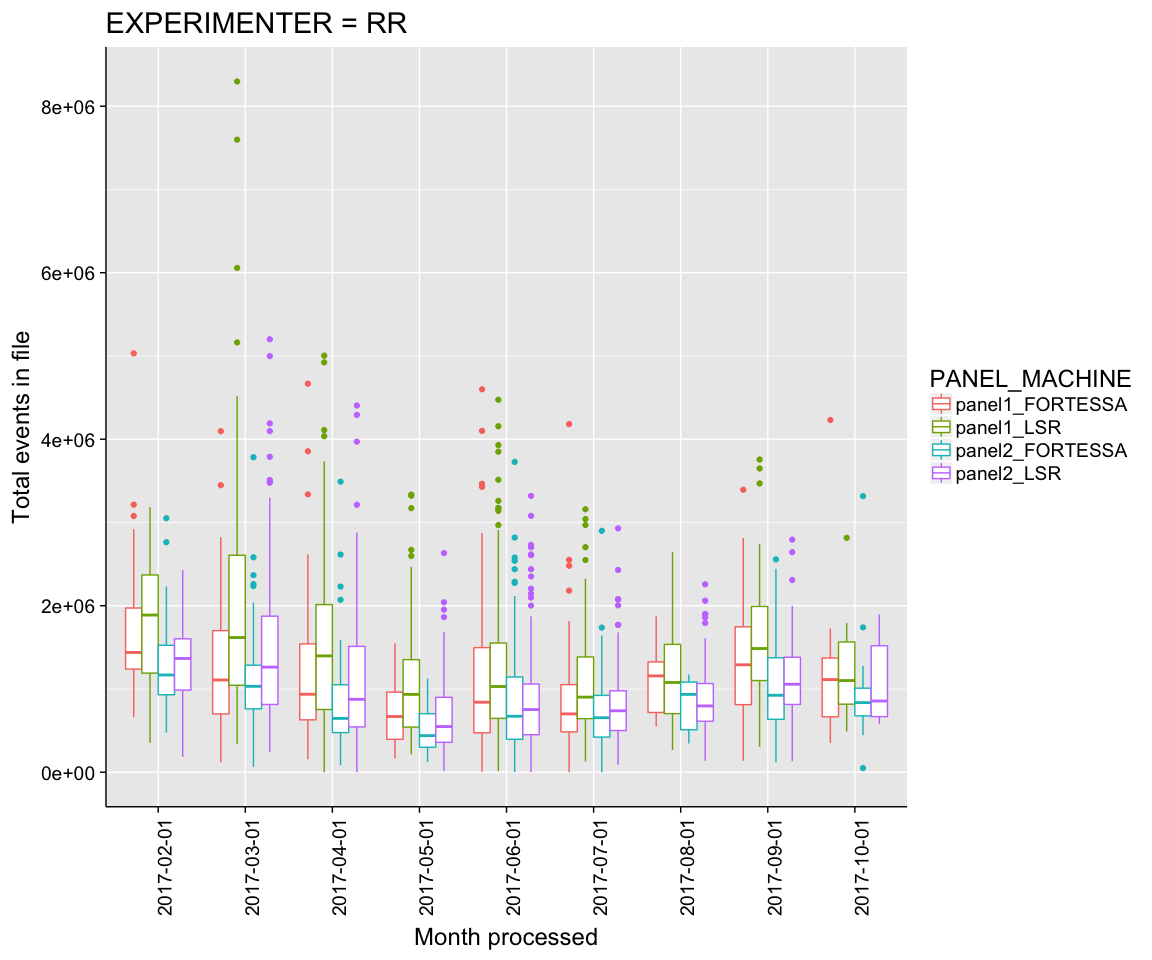 EXPERIMENTER = RR
Total events in file
8e+06
6e+06
4e+06
2e+06
0e+00
2017-02-01
2017-03-01
2017-04-01
2017-05-01
2017-06-01
2017-07-01
2017-08-01
2017-09-01
2017-10-01
Month processed
PANEL_MACHINE
panel1_FORTESSA
panel1_LSR
panel2_FORTESSA
panel2_LSR